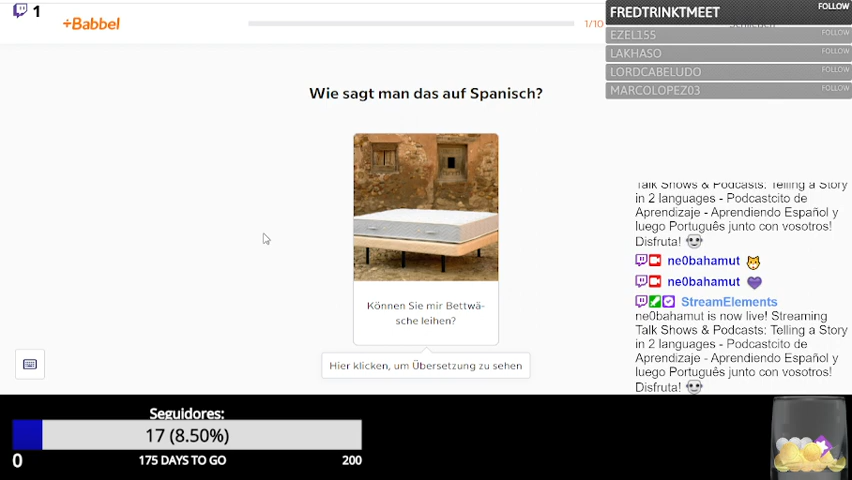 1
+Babbel
1/10
Wie sagt man das auf Spanisch?
Können Sie mir Bettwä-
sche leihen?
Hier klicken, um Übersetzung zu sehen
FREDTRINKTMEET FOLLOW
EZEL155 FOLLOW
LAKHASO FOLLOW
LORDCABELUDO FOLLOW
MARCOLOPEZ03 FOLLOW
Talk Shows & Podcasts: Telling a Story
in 2 languages - Podcastcito de
Aprendizaje - Aprendiendo Español y
luego Português junto con vosotros!
Disfruta!
ne0bahamut
ne0bahamut
StreamElements
ne0bahamut is now live! Streaming
Talk Shows & Podcasts: Telling a Story
in 2 languages - Podcastcito de
Aprendizaje - Aprendiendo Español y
luego Português junto con vosotros!
Disfruta!
Seguidores:
17 (8.50%)
0 175 DAYS TO GO 200